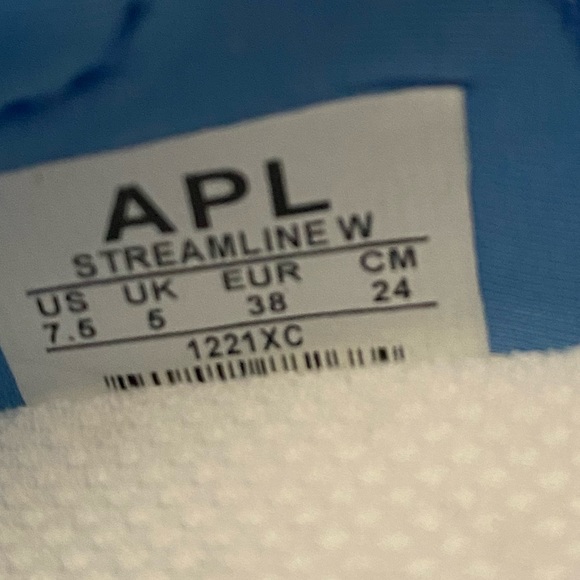 APL
STREAMLINE W
US UK EUR CM
7.5 5 38 24
1221XC